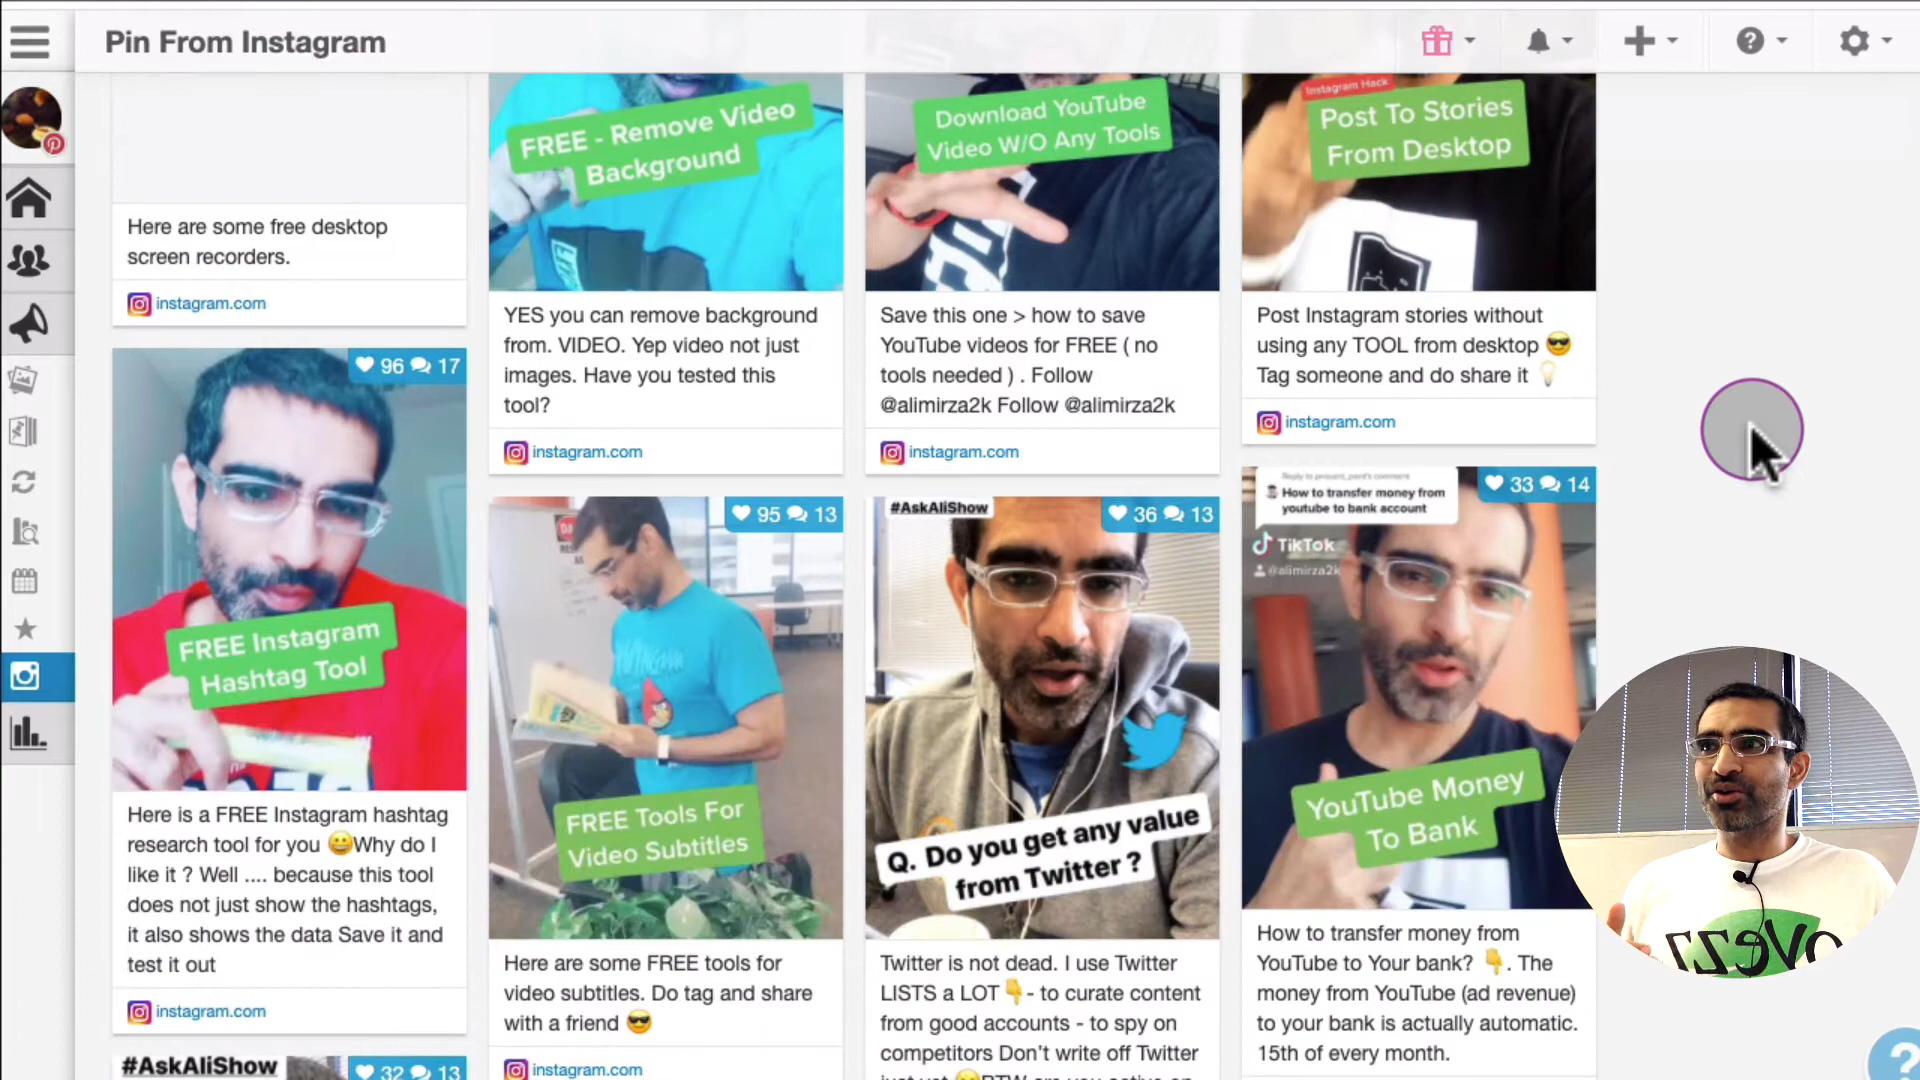 Pin From Instagram
Here are some free desktop
screen recorders.
instagram.com
96 17
FREE Instagram
Hashtag Tool
Here is a FREE Instagram hashtag
research tool for you 😀Why do I
like it ? Well .... because this tool
does not just show the hashtags,
it also shows the data Save it and
test it out
instagram.com
#AskAliShow
32 13
FREE - Remove Video
Background
YES you can remove background
from. VIDEO. Yep video not just
images. Have you tested this
tool?
instagram.com
95 13
FREE Tools For
Video Subtitles
Here are some FREE tools for
video subtitles. Do tag and share
with a friend 😎
instagram.com
Download YouTube
Video W/O Any Tools
Save this one > how to save
YouTube videos for FREE ( no
tools needed ) . Follow
@alimirza2k Follow @alimirza2k
instagram.com
#AskAliShow
36 13
Q. Do you get any value
from Twitter ?
Twitter is not dead. I use Twitter
LISTS a LOT 👇- to curate content
from good accounts - to spy on
competitors Don't write off Twitter
Instagram Hack
Post To Stories
From Desktop
Post Instagram stories without
using any TOOL from desktop 😎
Tag someone and do share it 💡
instagram.com
33 14
How to transfer money from
youtube to bank account
TikTok
@alimirza2k
YouTube Money
To Bank
How to transfer money from
YouTube to Your bank? 👇. The
money from YouTube (ad revenue)
to your bank is actually automatic.
15th of every month.